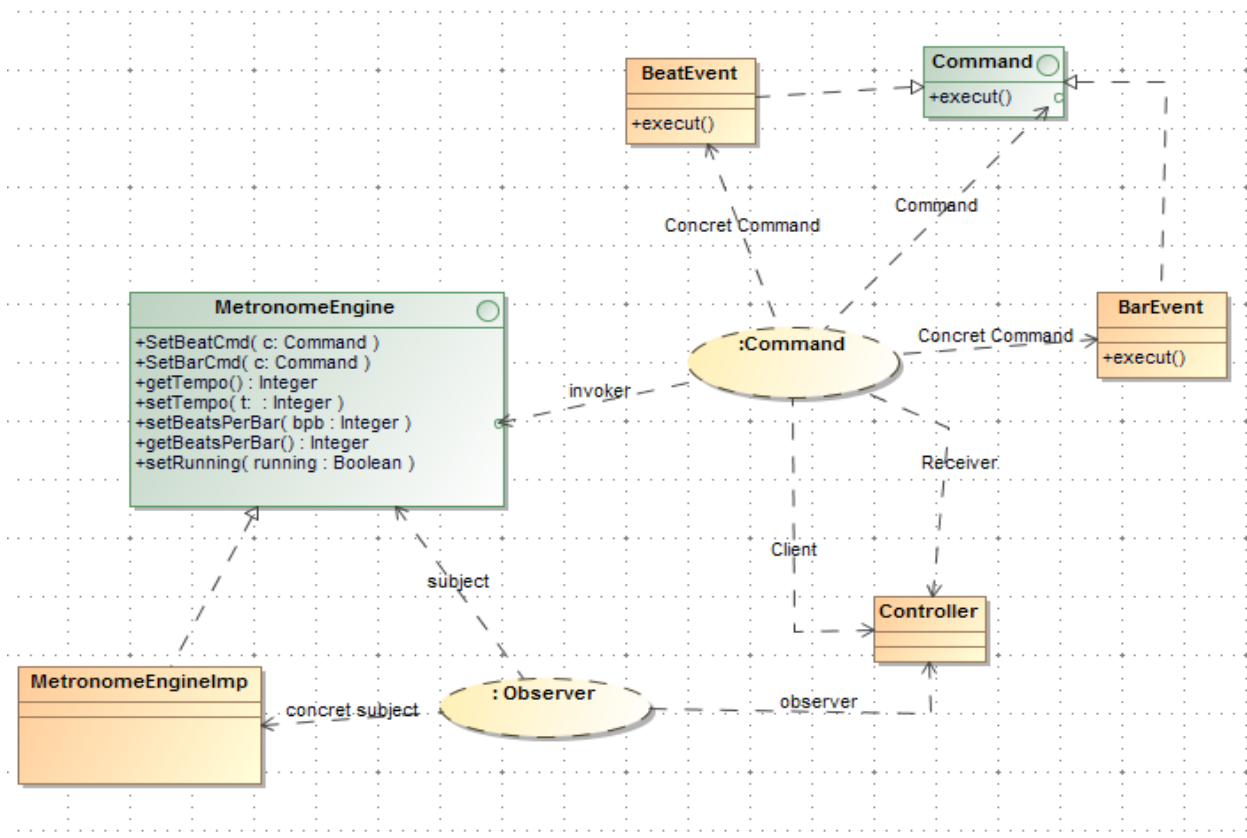 BeatEvent
+execut()
Command
+execut()
Concret Command
Command
MetronomeEngine
+SetBeatCmd( c: Command )
+SetBarCmd( c: Command )
+getTempo() : Integer
+setTempo( t: : Integer )
+setBeatsPerBar( bpb : Integer )
+getBeatsPerBar() : Integer
+setRunning( running : Boolean )
:Command
Concret Command
BarEvent
+execut()
invoker
Receiver
Client
subject
Controller
MetronomeEngineImp
concret subject
: Observer
observer